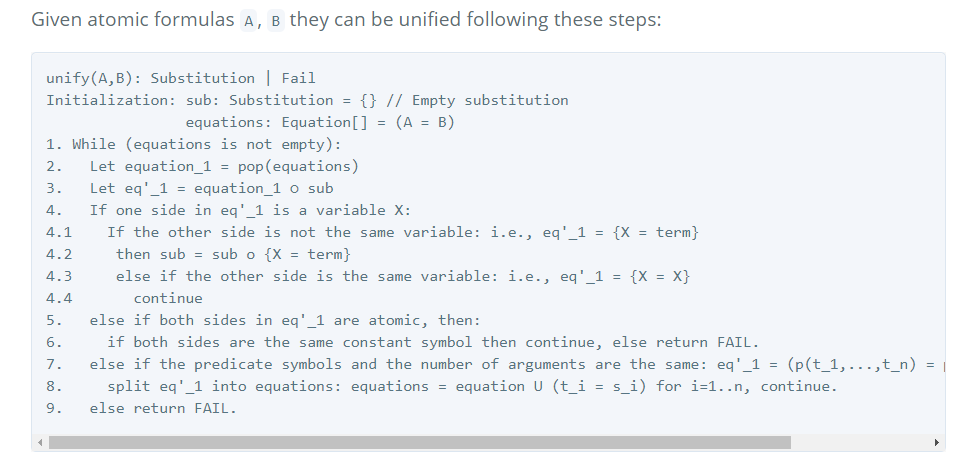 Given atomic formulas A, B they can be unified following these steps:
unify(A,B): Substitution | Fail
Initialization: sub: Substitution = {} // Empty substitution
equations: Equation[] = (A = B)
1. While (equations is not empty):
2. Let equation_1 = pop(equations)
3. Let eq'_1 = equation_1 o sub
4. If one side in eq'_1 is a variable X:
4.1 If the other side is not the same variable: i.e., eq'_1 = {X = term}
4.2 then sub = sub o {X = term}
4.3 else if the other side is the same variable: i.e., eq'_1 = {X = X}
4.4 continue
5. else if both sides in eq'_1 are atomic, then:
6. if both sides are the same constant symbol then continue, else return FAIL.
7. else if the predicate symbols and the number of arguments are the same: eq'_1 = (p(t_1,...,t_n) =
8. split eq'_1 into equations: equations = equation U (t_i = s_i) for i=1..n, continue.
9. else return FAIL.